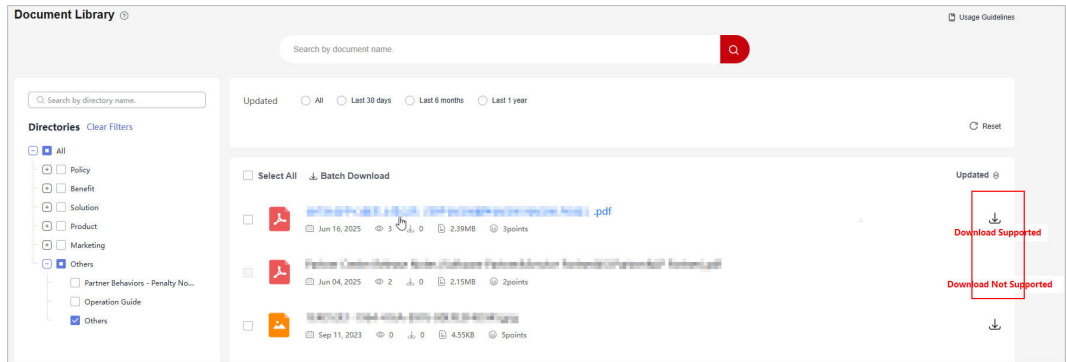 Document Library
Usage Guidelines
Search by document name.
Search by directory name.
Directories Clear Filters
All
Policy
Benefit
Solution
Product
Marketing
Others
Partner Behaviors - Penalty No...
Operation Guide
Others
Updated All Last 30 days Last 6 months Last 1 year
Reset
Select All Batch Download Updated
.pdf
Jun 16, 2025 3 0 2.39MB 3points
Download Supported
Jun 04, 2025 2 0 2.15MB 2points
Download Not Supported
Sep 11, 2023 0 0 4.55KB 5points